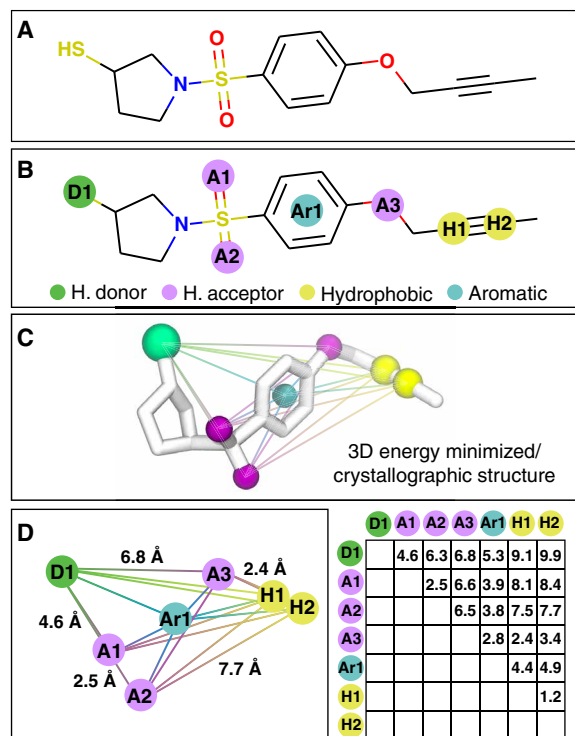 A
HS
N
S
O
O
O
B
D1
N
S
A1
A2
Ar1
A3
H1
H2
H. donor
H. acceptor
Hydrophobic
Aromatic
C
3D energy minimized/
crystallographic structure
D
D1
6.8 Å
A3
2.4 Å
H1
H2
Ar1
4.6 Å
A1
2.5 Å
A2
7.7 Å
D1 A1 A2 A3 Ar1 H1 H2
D1 4.6 6.3 6.8 5.3 9.1 9.9
A1 2.5 6.6 3.9 8.1 8.4
A2 6.5 3.8 7.5 7.7
A3 2.8 2.4 3.4
Ar1 4.4 4.9
H1 1.2
H2